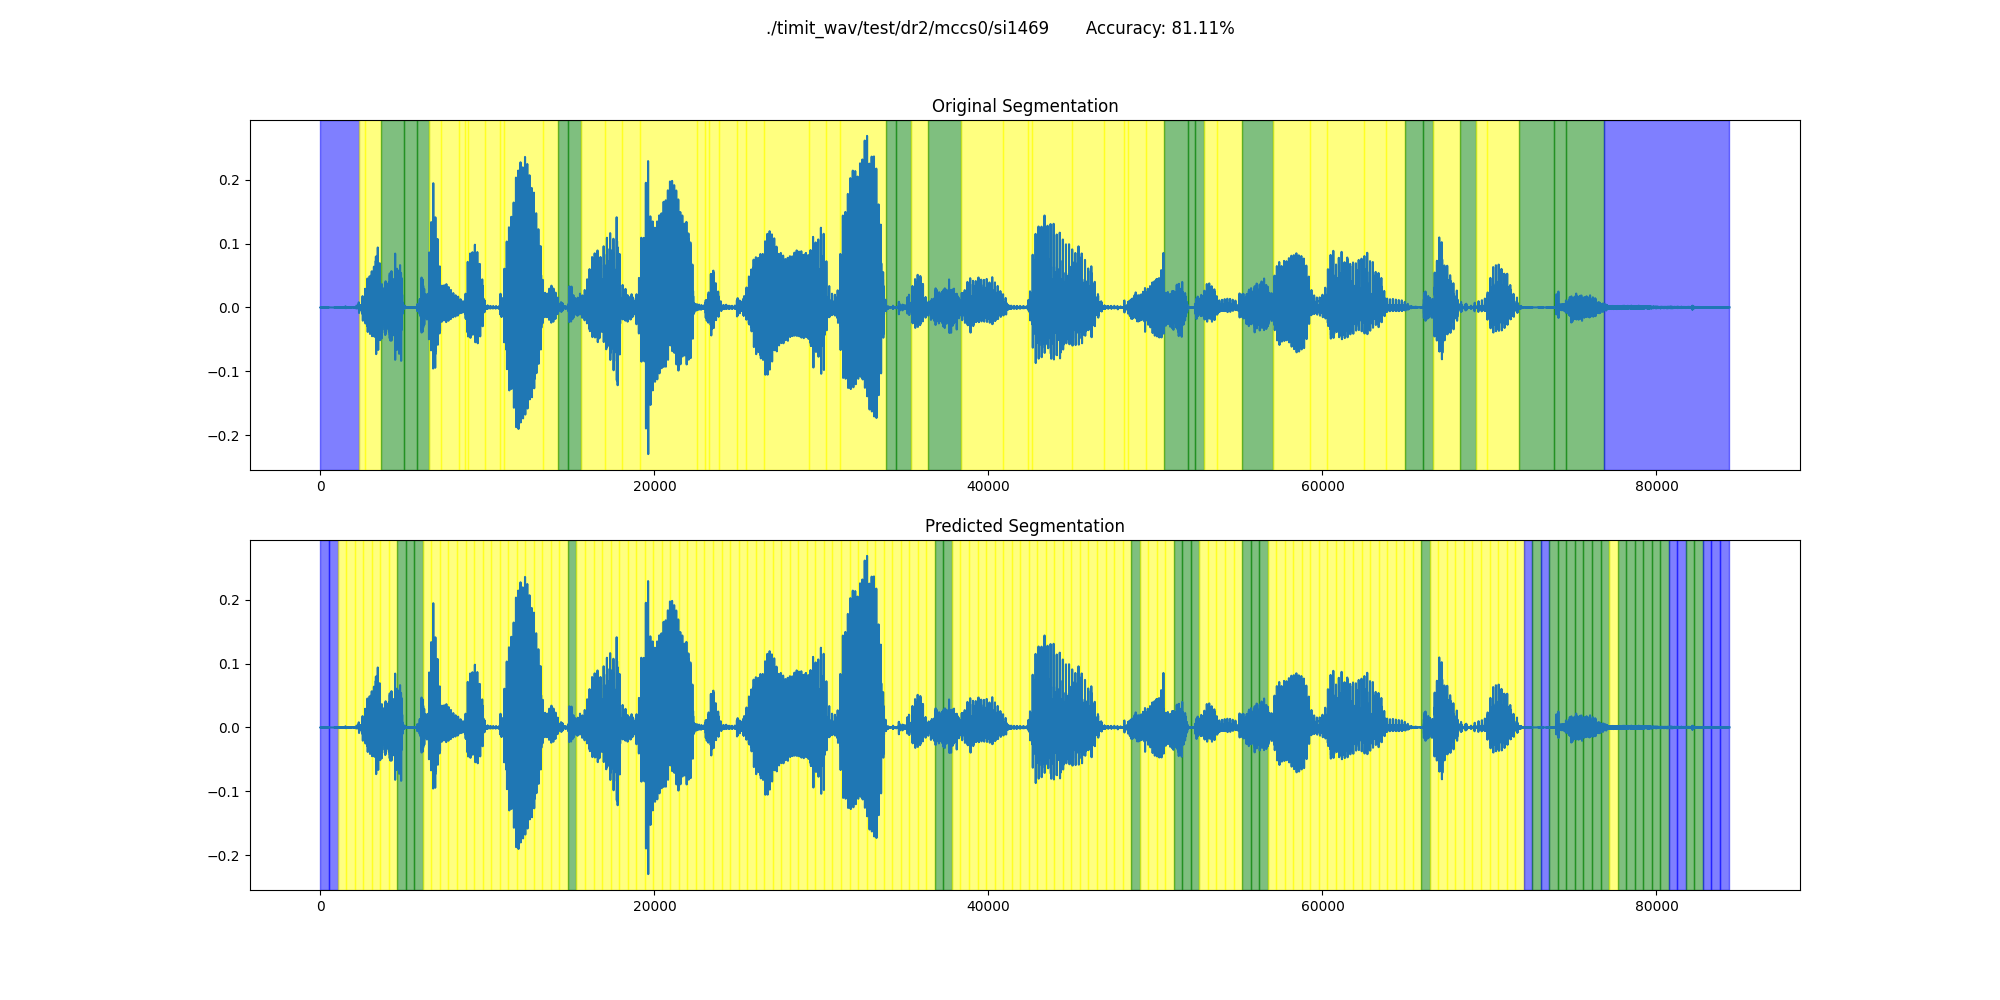 ./timit_wav/test/dr2/mccs0/si1469 Accuracy: 81.11%
Original Segmentation
0.2
0.1
0.0
−0.1
−0.2
0 20000 40000 60000 80000
Predicted Segmentation
0.2
0.1
0.0
−0.1
−0.2
0 20000 40000 60000 80000